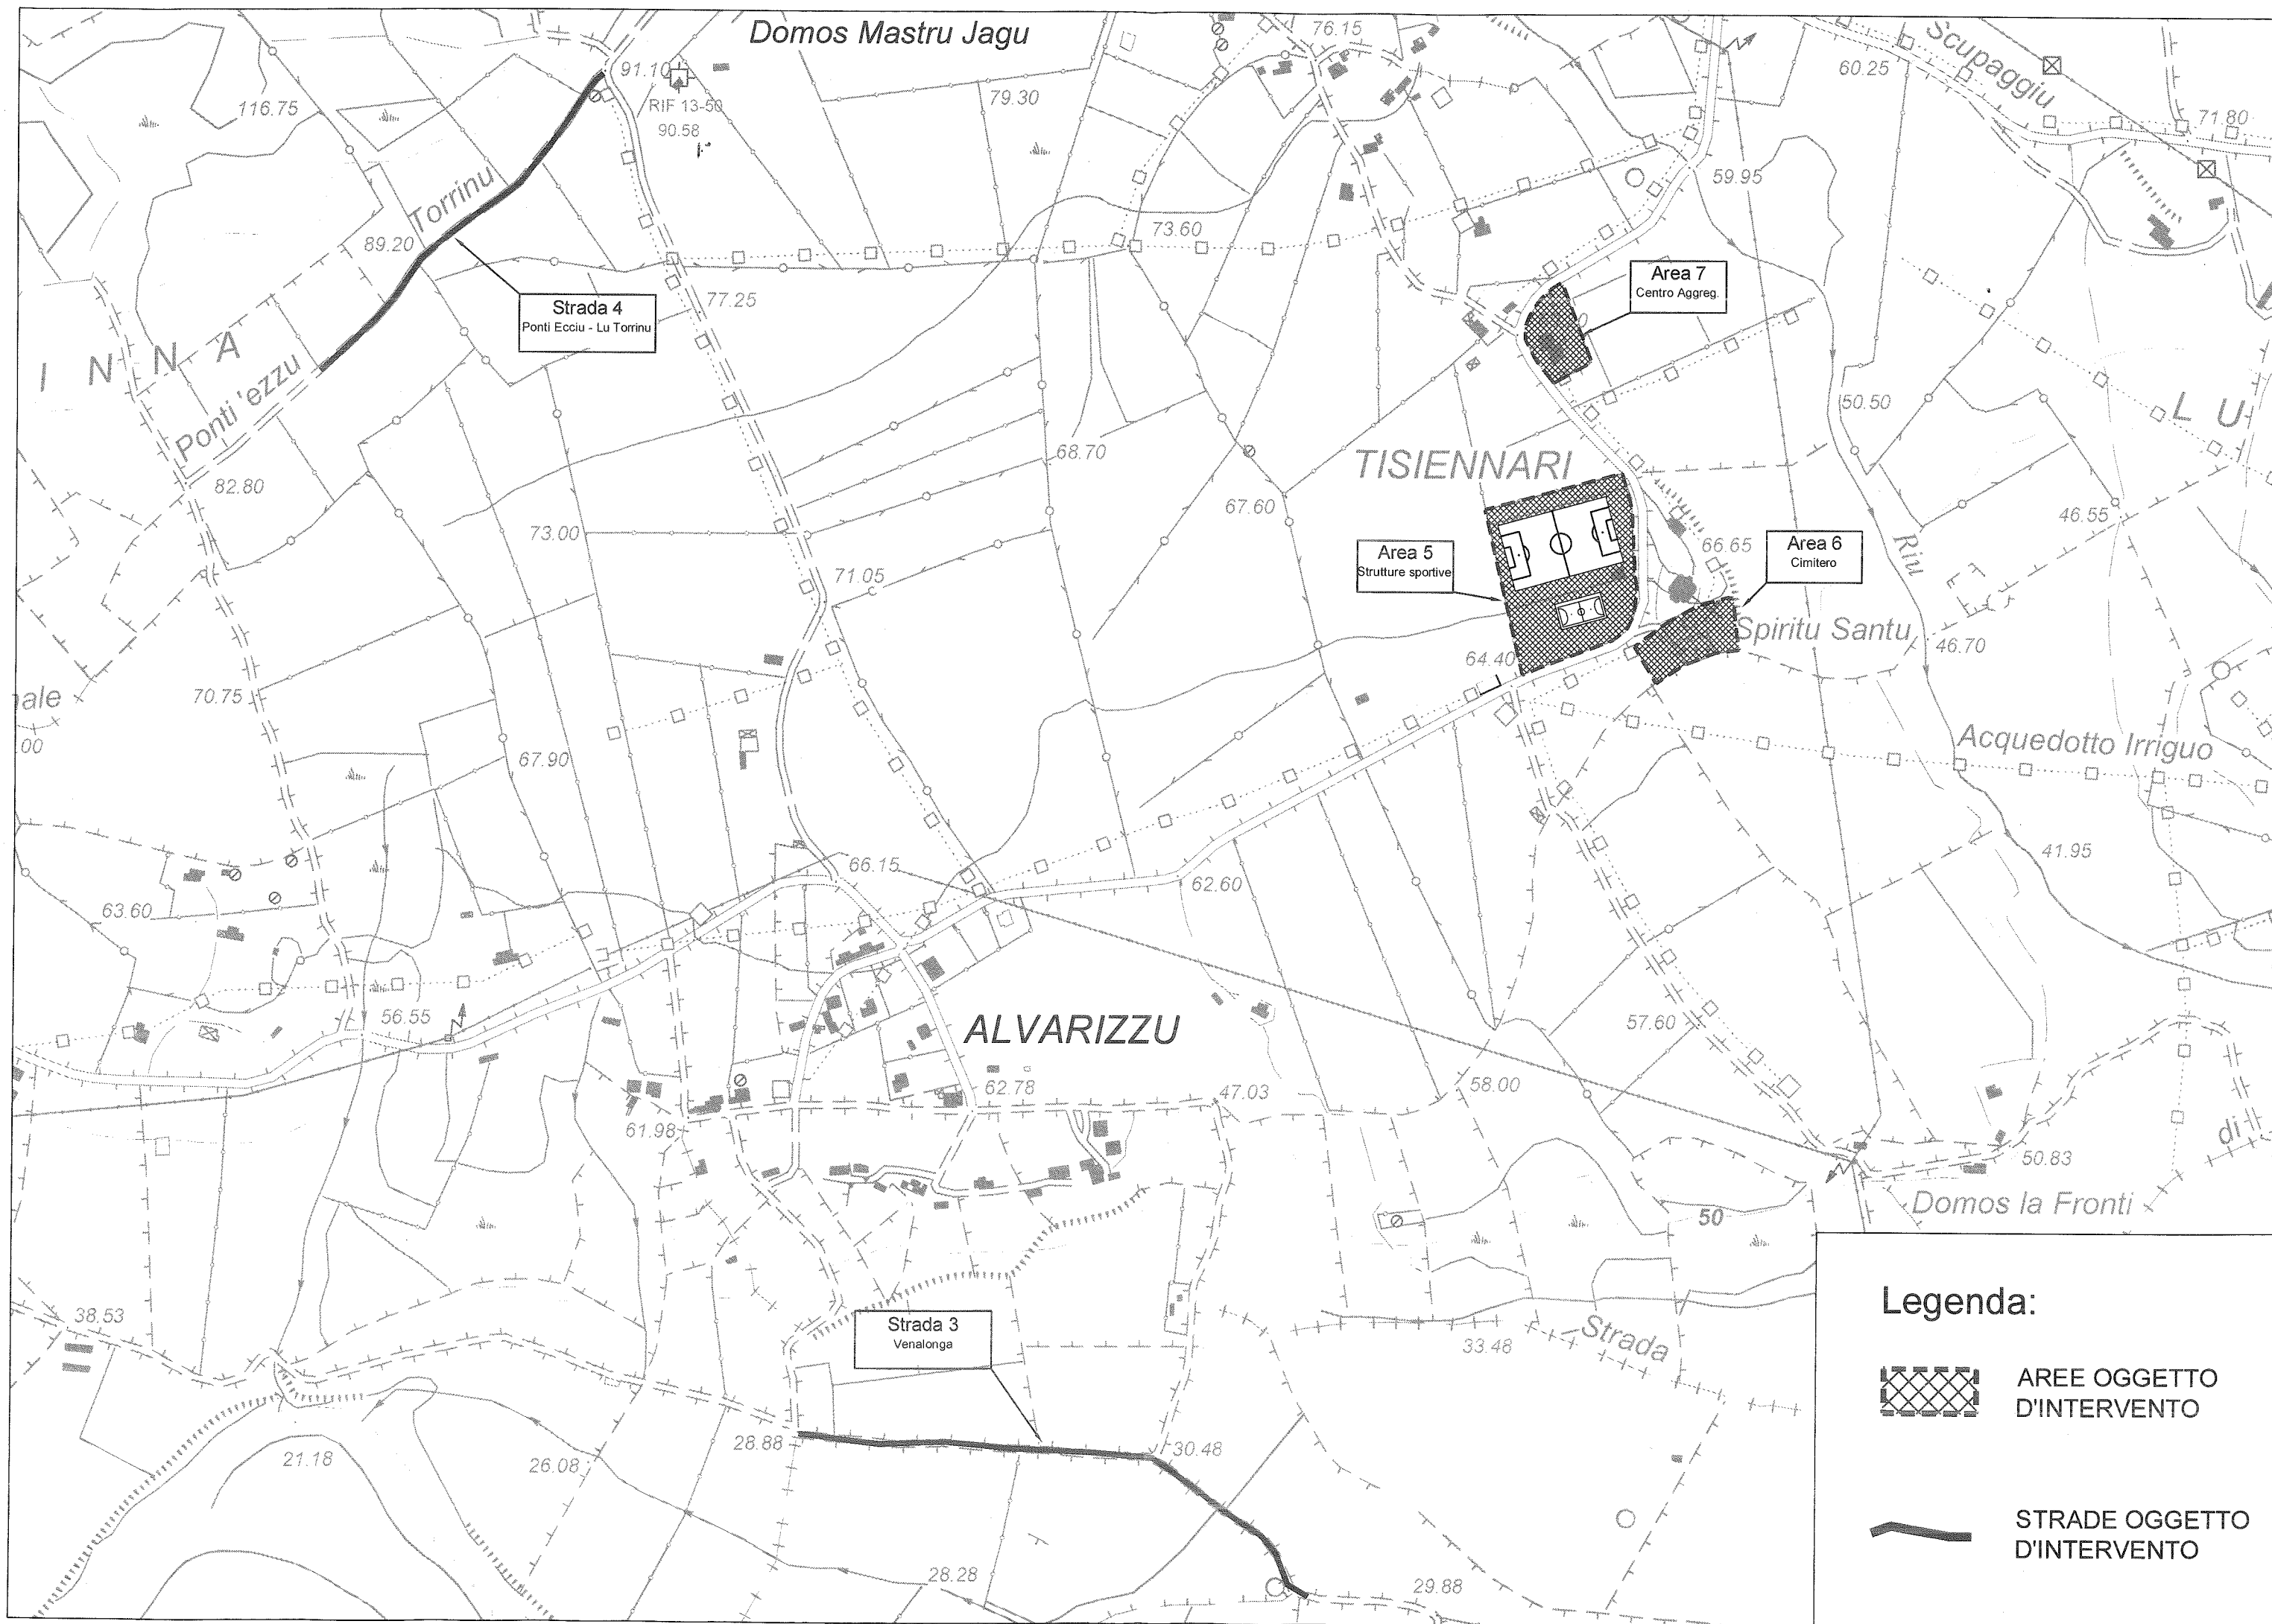 Domos Mastru Jagu
76.15
Scupaggiu
60.25
91.10
116.75
RIF 13-50
90.58
79.30
71.80
59.95
Torrinu
89.20
73.60
Area 7
Centro Aggreg.
77.25
Strada 4
Ponti Ecciu - Lu Torrinu
I N N A
Ponti 'ezzu
50.50
L U
68.70
TISIENNARI
82.80
67.60
46.55
73.00
Area 5
Strutture sportive
66.65
Area 6
Cimitero
Riu
71.05
Spiritu Santu
46.70
64.40
70.75
ale
.00
67.90
Acquedotto Irriguo
66.15
62.60
41.95
63.60
56.55
ALVARIZZU
57.60
62.78
47.03
58.00
61.98
50.83
di
Domos la Fronti
50
38.53
Strada 3
Venalonga
33.48
Strada
Legenda:
AREE OGGETTO
D'INTERVENTO
28.88
30.48
21.18
26.08
STRADE OGGETTO
D'INTERVENTO
28.28
29.88